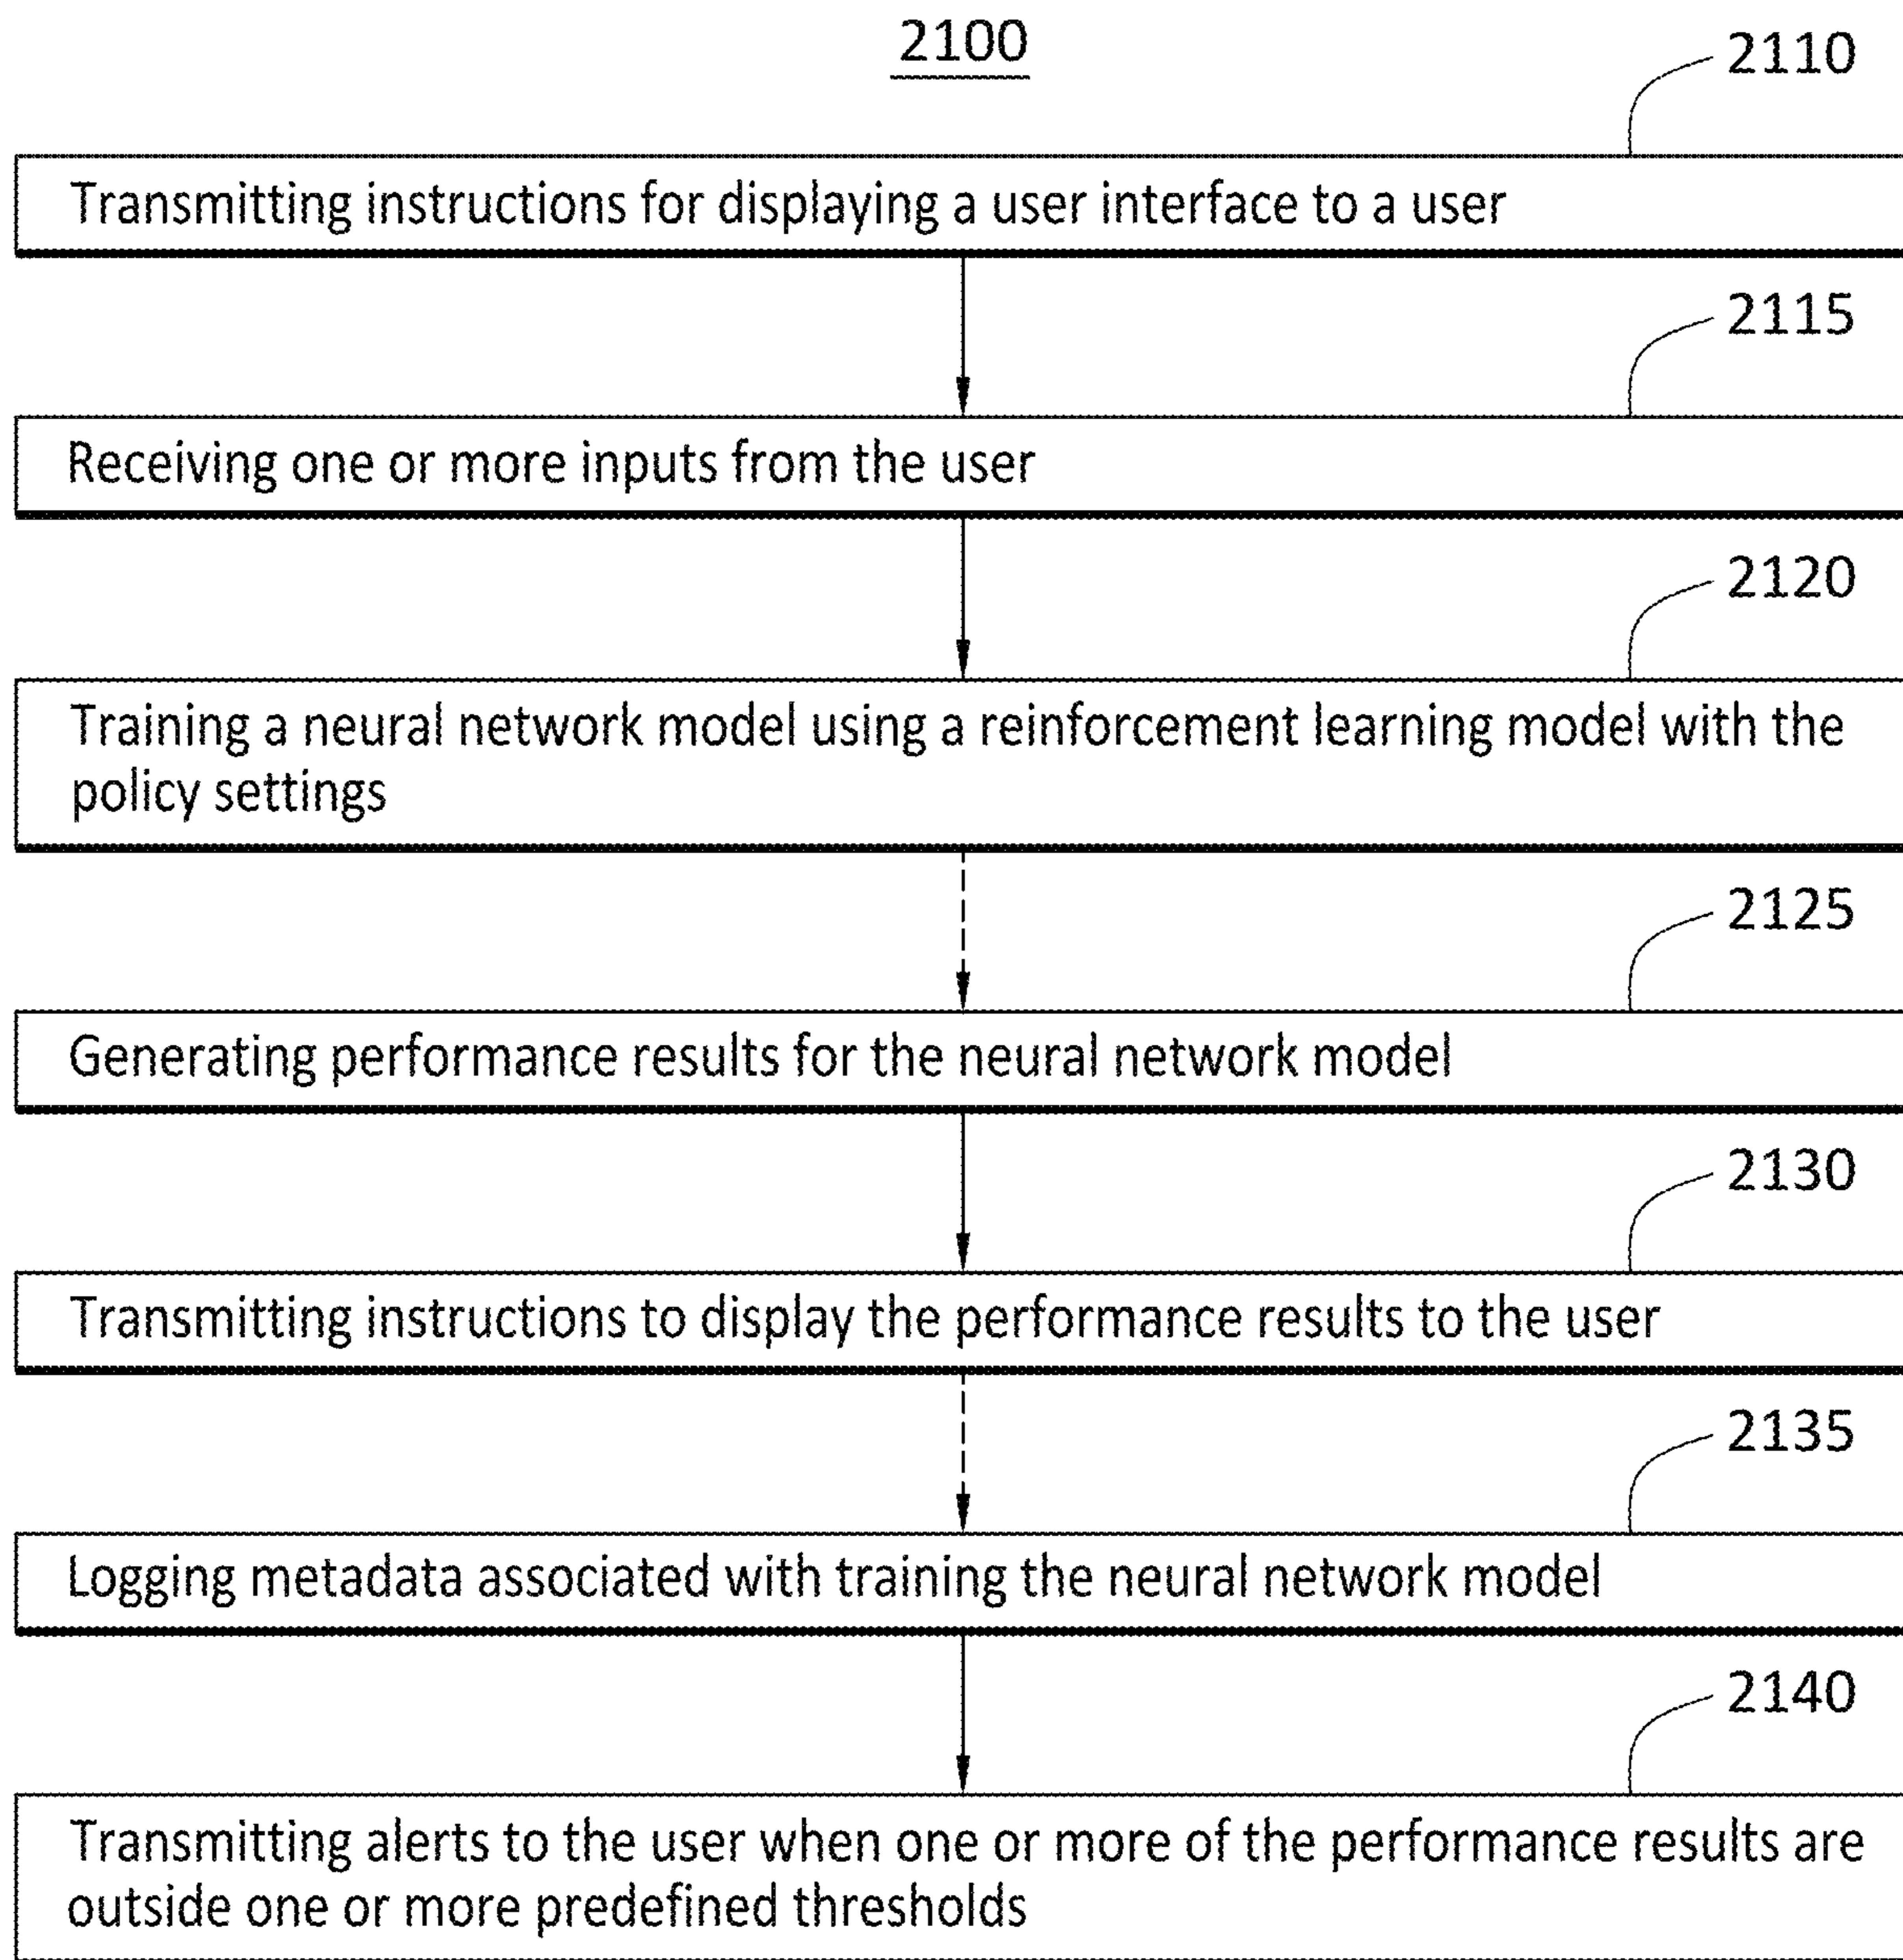 2100
2110
Transmitting instructions for displaying a user interface to a user
2115
Receiving one or more inputs from the user
2120
Training a neural network model using a reinforcement learning model with the
policy settings
2125
Generating performance results for the neural network model
2130
Transmitting instructions to display the performance results to the user
2135
Logging metadata associated with training the neural network model
2140
Transmitting alerts to the user when one or more of the performance results are
outside one or more predefined thresholds